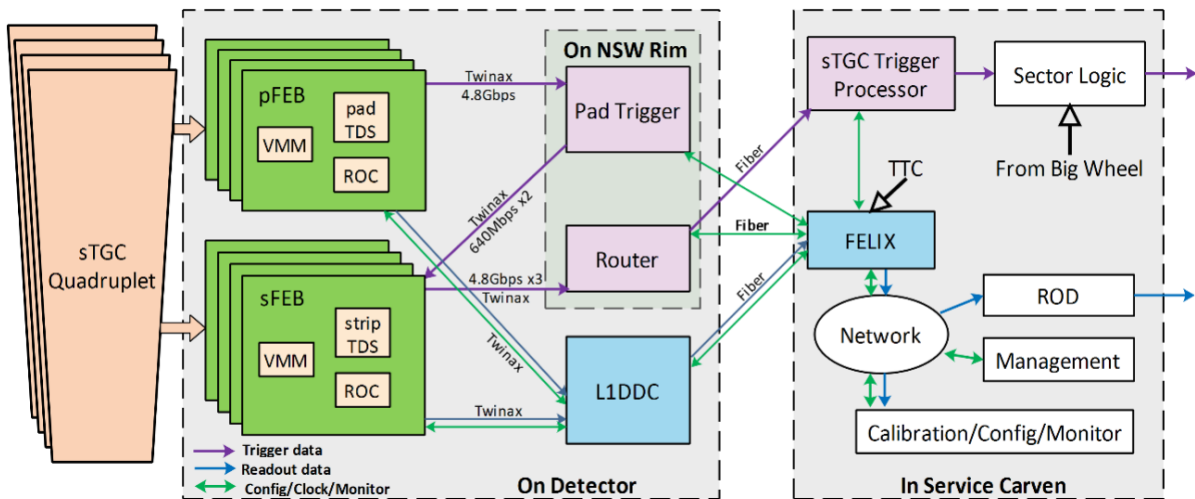 sTGC
Quadruplet
pFEB
VMM
pad
TDS
ROC
sFEB
VMM
strip
TDS
ROC
Twinax
4.8Gbps
On NSW Rim
Pad Trigger
Twinax
640Mbps x2
Router
4.8Gbps x3
Twinax
Twinax
Twinax
L1DDC
Trigger data
Readout data
Config/Clock/Monitor
On Detector
Fiber
Fiber
Fiber
sTGC Trigger
Processor
Sector Logic
From Big Wheel
TTC
FELIX
Network
ROD
Management
Calibration/Config/Monitor
In Service Carven